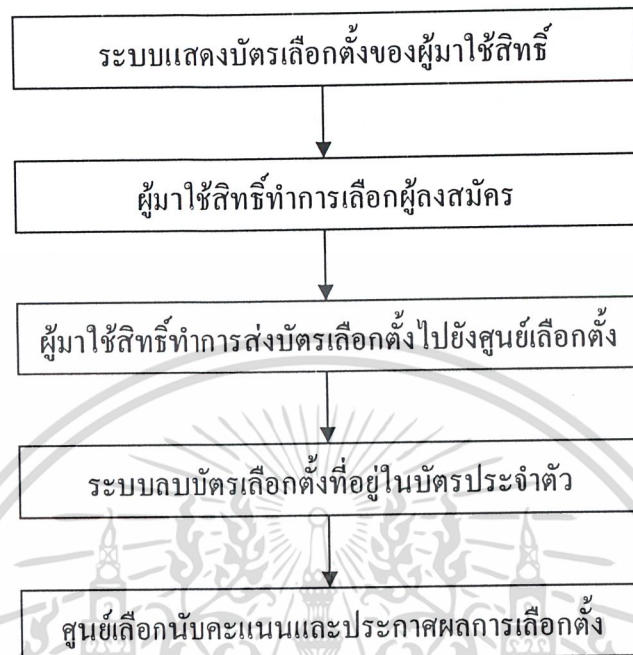 ระบบแสดงบัตรเลือกตั้งของผู้มาใช้สิทธิ์
ผู้มาใช้สิทธิ์ทำการเลือกผู้ลงสมัคร
ผู้มาใช้สิทธิ์ทำการส่งบัตรเลือกตั้งไปยังศูนย์เลือกตั้ง
ระบบลบบัตรเลือกตั้งที่อยู่ในบัตรประจำตัว
ศูนย์เลือกนับคะแนนและประกาศผลการเลือกตั้ง